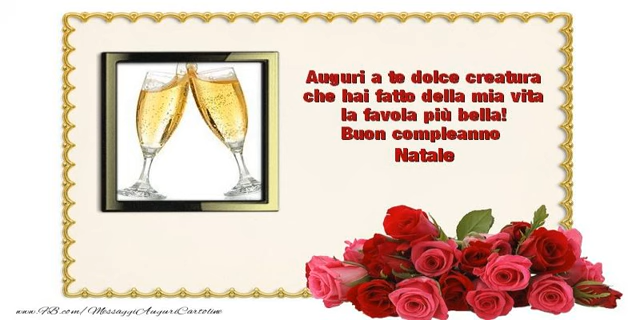 Auguri a te dolce creatura
che hai fatto della mia vita
la favola più bella!
Buon compleanno
Natale
www.FB.com/MessaggiAuguriCartoline